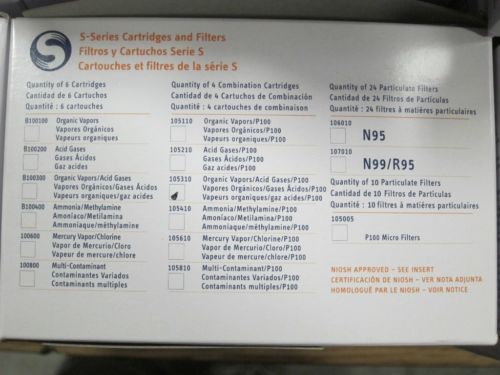 S-Series Cartridges and Filters
Filtros y Cartuchos Serie S
Cartouches et filtres de la série S
Quantity of 6 Cartridges
Cantidad de 6 Cartuchos
Quantité : 6 cartouches
B100100 Organic Vapors
Vapores Orgánicos
Vapeurs organiques
B100200 Acid Gases
Gases Ácidos
Gaz acides
B100300 Organic Vapors/Acid Gases
Vapores Orgánicos/Gases Ácidos
Vapeurs organiques/gaz acides
B100400 Ammonia/Methylamine
Amoníaco/Metilamina
Ammoniac/méthylamine
100600 Mercury Vapor/Chlorine
Vapor de Mercurio/Cloro
Vapeur de mercure/chlore
100800 Multi-Contaminant
Contaminantes Variados
Contaminants multiples
Quantity of 4 Combination Cartridges
Cantidad de 4 Cartuchos de Combinación
Quantité : 4 cartouches de combinaison
105110 Organic Vapors/P100
Vapores Orgánicos/P100
Vapeurs organiques/P100
105210 Acid Gases/P100
Gases Ácidos/P100
Gaz acides/P100
105310 Organic Vapors/Acid Gases/P100
Vapores Orgánicos/Gases Ácidos/P100
Vapeurs organiques/gaz acides/P100
105410 Ammonia/Methylamine/P100
Amoníaco/Metilamina/P100
Ammoniaque/méthylamine/P100
105610 Mercury Vapor/Chlorine/P100
Vapor de Mercurio/Cloro/P100
Vapeur de mercure/chlore/P100
105810 Multi-Contaminant/P100
Contaminantes Variados/P100
Contaminants multiples/P100
Quantity of 24 Particulate Filters
Cantidad de 24 Filtros de Partículas
Quantité : 24 filtres à matières particulaires
106010
N95
107010
N99/R95
Quantity of 10 Particulate Filters
Cantidad de 10 Filtros de Partículas
Quantité : 10 filtres à matières particulaires
105005
P100 Micro Filters
NIOSH APPROVED – SEE INSERT
CERTIFICACIÓN DE NIOSH – VER NOTA ADJUNTA
HOMOLOGUÉ PAR LE NIOSH – VOIR NOTICE